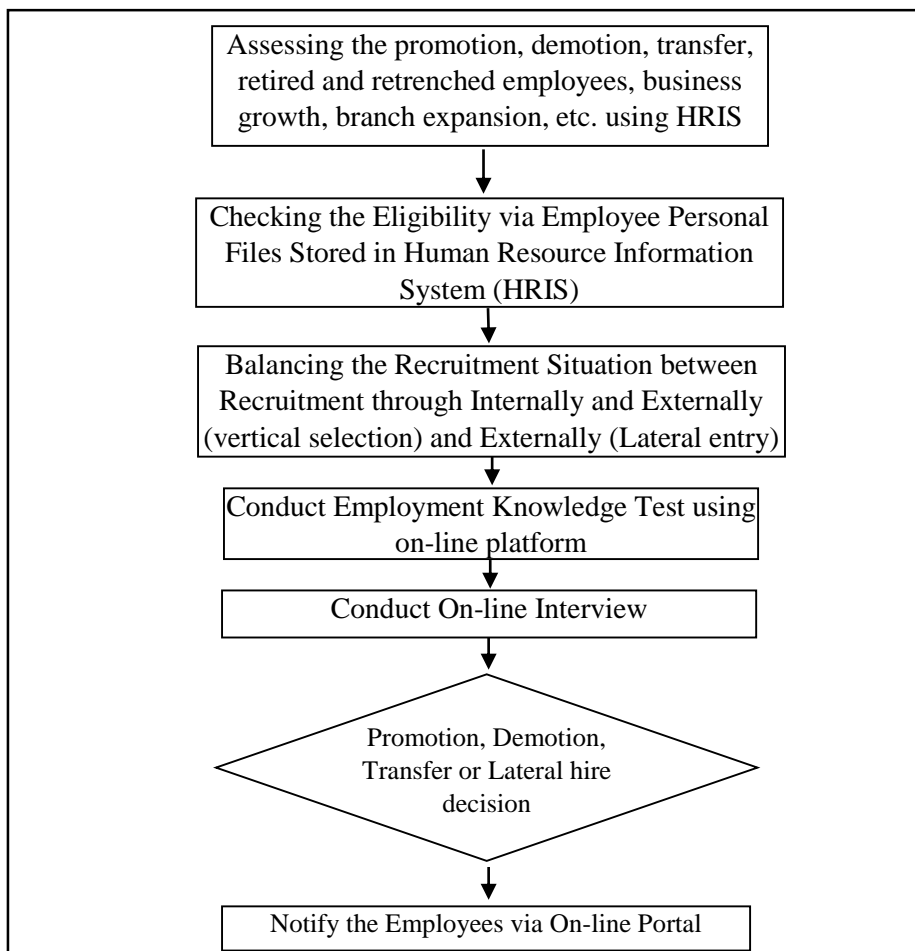 Assessing the promotion, demotion, transfer,
retired and retrenched employees, business
growth, branch expansion, etc. using HRIS
Checking the Eligibility via Employee Personal
Files Stored in Human Resource Information
System (HRIS)
Balancing the Recruitment Situation between
Recruitment through Internally and Externally
(vertical selection) and Externally (Lateral entry)
Conduct Employment Knowledge Test using
on-line platform
Conduct On-line Interview
Promotion, Demotion,
Transfer or Lateral hire
decision
Notify the Employees via On-line Portal